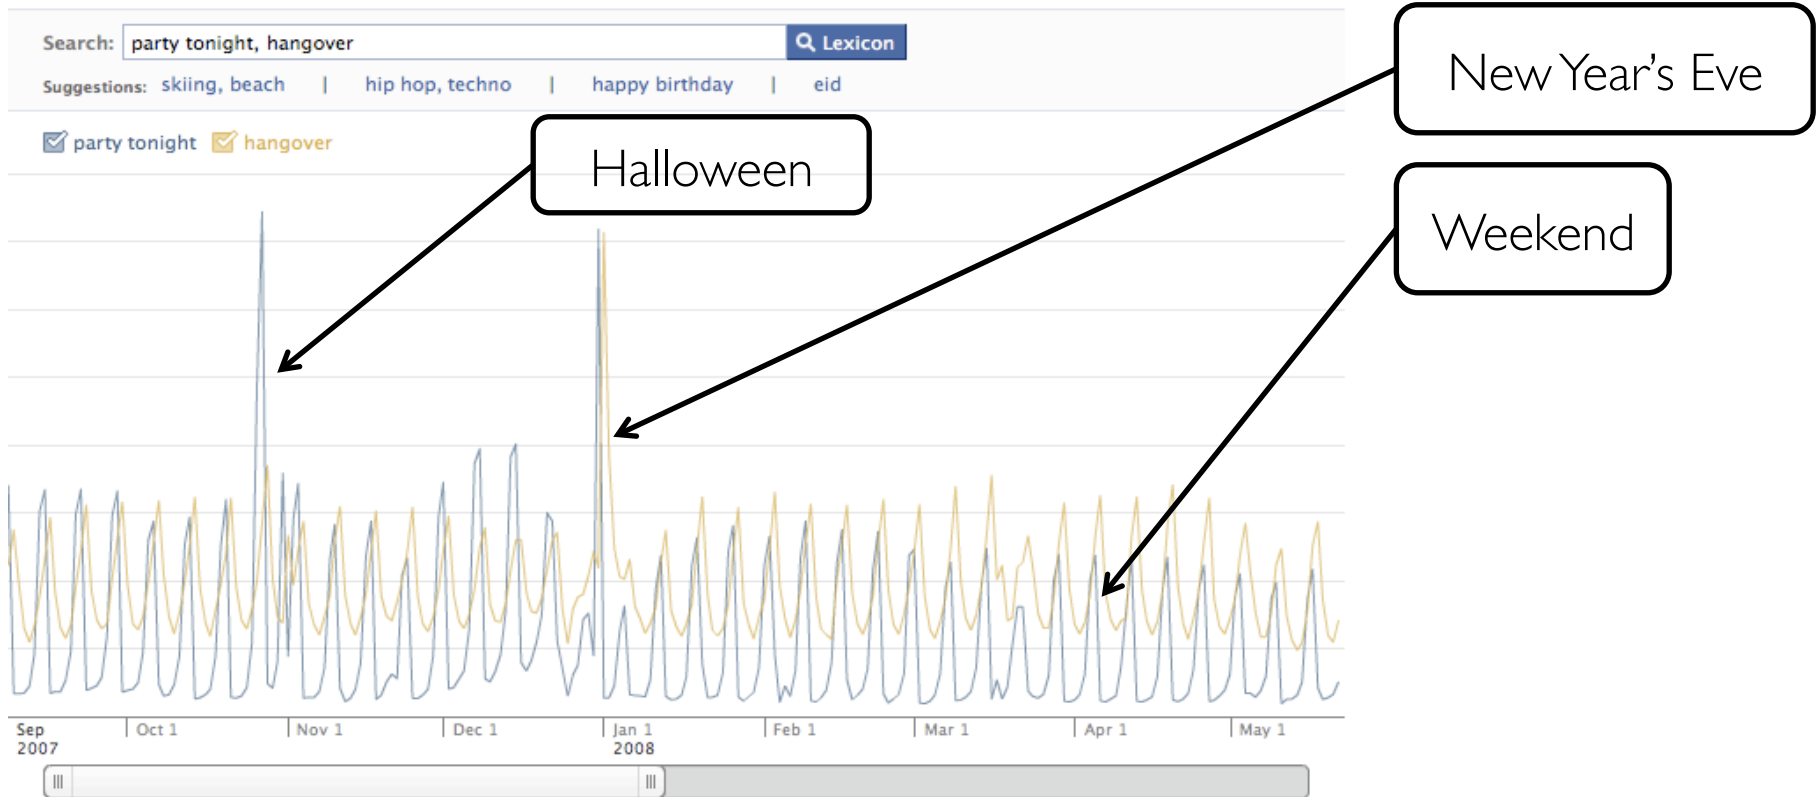 Search: party tonight, hangover Lexicon
Suggestions: skiing, beach | hip hop, techno | happy birthday | eid
party tonight hangover
New Year's Eve
Halloween
Weekend
Sep Oct 1 Nov 1 Dec 1 Jan 1 Feb 1 Mar 1 Apr 1 May 1
2007 2008